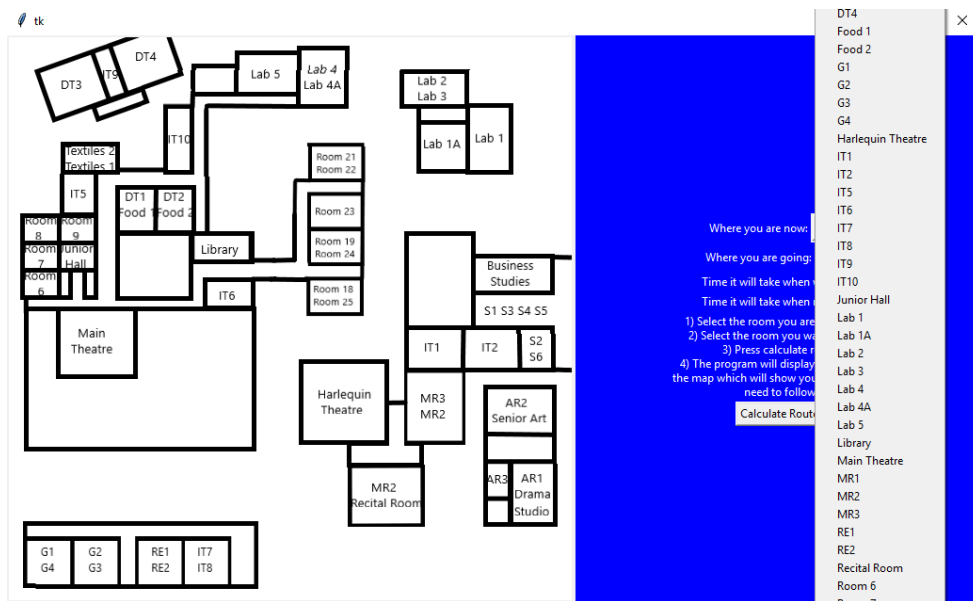 tk
DT3
IT9
DT4
Lab 5
Lab 4
Lab 4A
Lab 2
Lab 3
Lab 1A
Lab 1
IT10
Textiles 2
Textiles 1
IT5
DT1
Food 1
DT2
Food 2
Room
8
Room
9
Room
7
Junior
Hall
Room
6
Room 21
Room 22
Room 23
Room 19
Room 24
Room 18
Room 25
Library
IT6
Main
Theatre
Business
Studies
S1 S3 S4 S5
IT1
IT2
S2
S6
Harlequin
Theatre
MR3
MR2
AR2
Senior Art
AR3
AR1
Drama
Studio
MR2
Recital Room
G1
G4
G2
G3
RE1
RE2
IT7
IT8
Where you are now:
Where you are going:
Time it will take when
Time it will take when
1) Select the room you are
2) Select the room you wa
3) Press calculate r
4) The program will display
the map which will show you
need to follow
Calculate Route
DT4
Food 1
Food 2
G1
G2
G3
G4
Harlequin Theatre
IT1
IT2
IT5
IT6
IT7
IT8
IT9
IT10
Junior Hall
Lab 1
Lab 1A
Lab 2
Lab 3
Lab 4
Lab 4A
Lab 5
Library
Main Theatre
MR1
MR2
MR3
RE1
RE2
Recital Room
Room 6